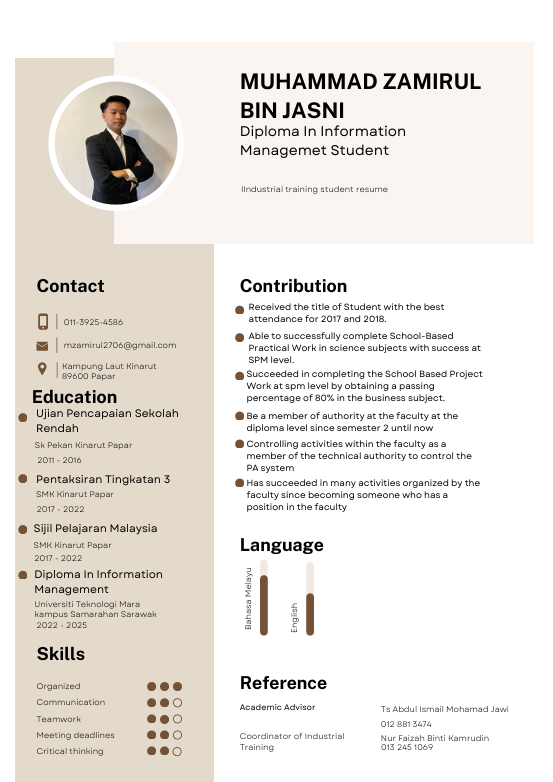 MUHAMMAD ZAMIRUL
BIN JASNI
Diploma In Information
Managemet Student
IIndustrial training student resume
Contact
011-3925-4586
mzamirul2706@gmail.com
Kampung Laut Kinarut
89600 Papar
Education
Ujian Pencapaian Sekolah
Rendah
Sk Pekan Kinarut Papar
2011 - 2016
Pentaksiran Tingkatan 3
SMK Kinarut Papar
2017 - 2022
Sijil Pelajaran Malaysia
SMK Kinarut Papar
2017 - 2022
Diploma In Information
Management
Universiti Teknologi Mara
kampus Samarahan Sarawak
2022 - 2025
Skills
Organized
Communication
Teamwork
Meeting deadlines
Critical thinking
Contribution
Received the title of Student with the best
attendance for 2017 and 2018.
Able to successfully complete School-Based
Practical Work in science subjects with success at
SPM level.
Succeeded in completing the School Based Project
Work at spm level by obtaining a passing
percentage of 80% in the business subject.
Be a member of authority at the faculty at the
diploma level since semester 2 until now
Controlling activities within the faculty as a
member of the technical authority to control the
PA system
Has succeeded in many activities organized by the
faculty since becoming someone who has a
position in the faculty
Language
Bahasa Melayu
English
Reference
Academic Advisor
Ts Abdul Ismail Mohamad Jawi
012 881 3474
Coordinator of Industrial
Training
Nur Faizah Binti Kamrudin
013 245 1069